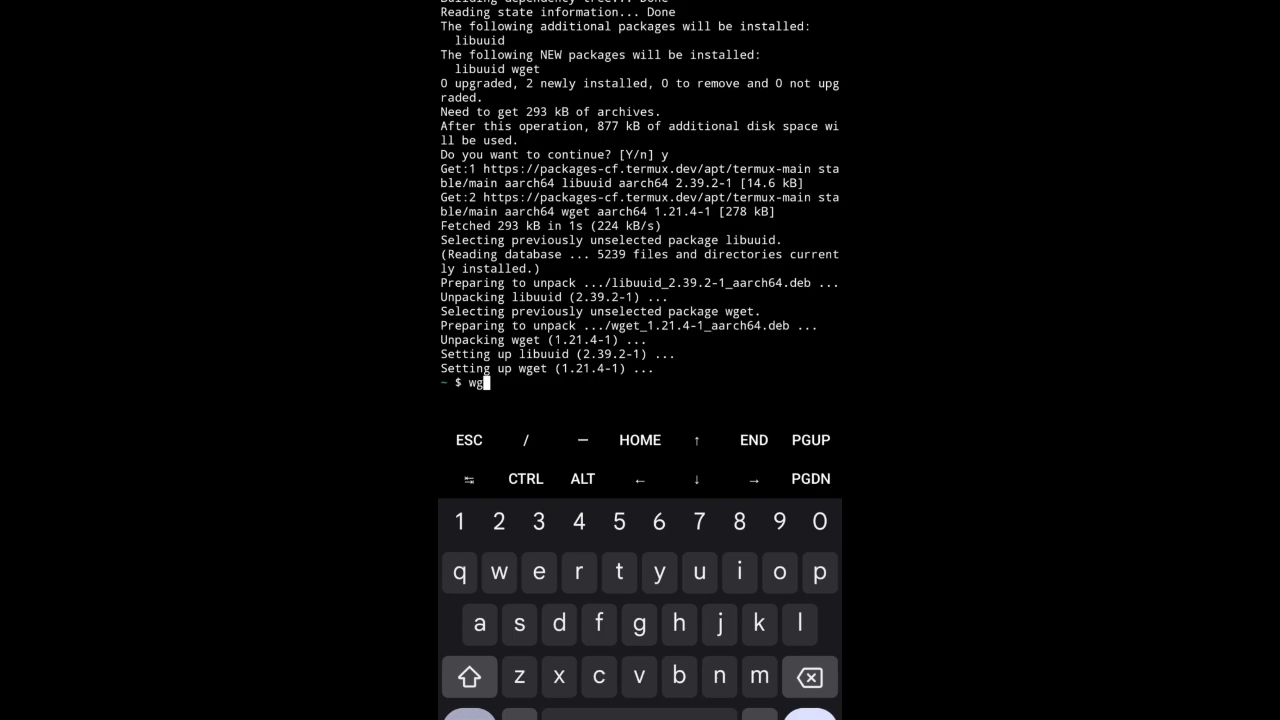 Building dependency tree... Done
Reading state information... Done
The following additional packages will be installed:
  libuuid
The following NEW packages will be installed:
  libuuid wget
0 upgraded, 2 newly installed, 0 to remove and 0 not upg
raded.
Need to get 293 kB of archives.
After this operation, 877 kB of additional disk space wi
ll be used.
Do you want to continue? [Y/n] y
Get:1 https://packages-cf.termux.dev/apt/termux-main sta
ble/main aarch64 libuuid aarch64 2.39.2-1 [14.6 kB]
Get:2 https://packages-cf.termux.dev/apt/termux-main sta
ble/main aarch64 wget aarch64 1.21.4-1 [278 kB]
Fetched 293 kB in 1s (224 kB/s)
Selecting previously unselected package libuuid.
(Reading database ... 5239 files and directories current
ly installed.)
Preparing to unpack .../libuuid_2.39.2-1_aarch64.deb ...
Unpacking libuuid (2.39.2-1) ...
Selecting previously unselected package wget.
Preparing to unpack .../wget_1.21.4-1_aarch64.deb ...
Unpacking wget (1.21.4-1) ...
Setting up libuuid (2.39.2-1) ...
Setting up wget (1.21.4-1) ...
~ $ wg
ESC / — HOME ↑ END PGUP
↹ CTRL ALT ← ↓ → PGDN
1 2 3 4 5 6 7 8 9 0
q w e r t y u i o p
a s d f g h j k l
z x c v b n m